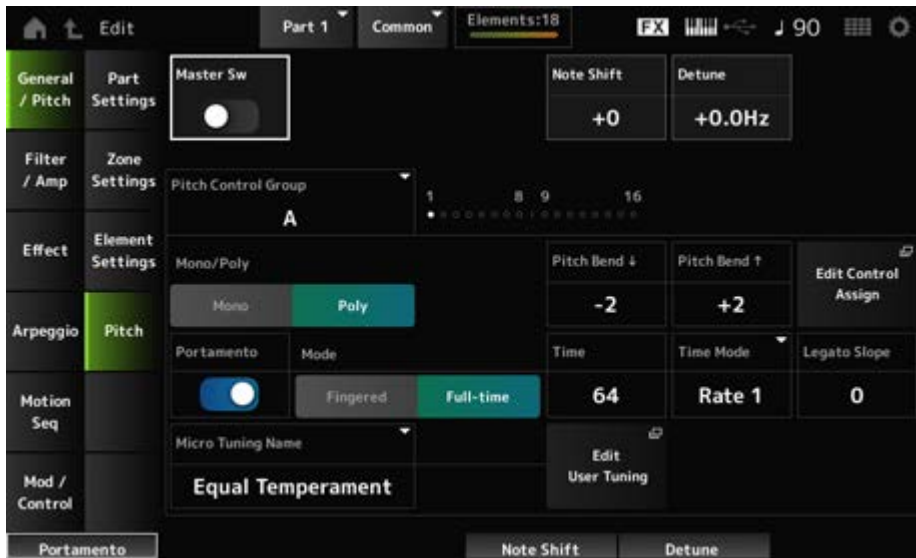 Edit
Part 1
Common
Elements:18
FX
♩ 90
General / Pitch
Part Settings
Master Sw
Note Shift
+0
Detune
+0.0Hz
Filter / Amp
Zone Settings
Pitch Control Group
A
1 8 9 16
Effect
Element Settings
Mono/Poly
Mono
Poly
Pitch Bend ↓
-2
Pitch Bend ↑
+2
Edit Control Assign
Arpeggio
Pitch
Portamento
Mode
Fingered
Full-time
Time
64
Time Mode
Rate 1
Legato Slope
0
Motion Seq
Micro Tuning Name
Equal Temperament
Edit User Tuning
Mod / Control
Portamento
Note Shift
Detune